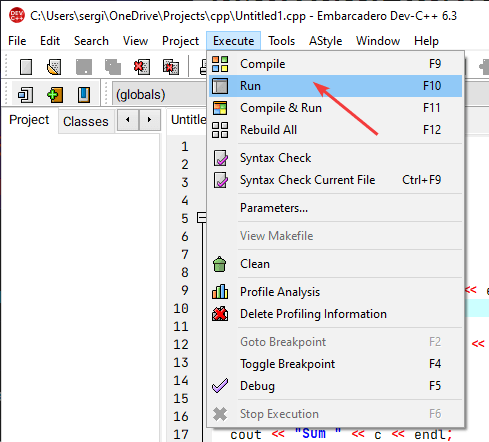 C:\Users\sergi\OneDrive\Projects\cpp\Untitled1.cpp - Embarcadero Dev-C++ 6.3
File Edit Search View Project Execute Tools AStyle Window Help
(globals)
Project Classes Untitle
Compile F9
Run F10
Compile & Run F11
Rebuild All F12
Syntax Check
Syntax Check Current File Ctrl+F9
Parameters...
View Makefile
Clean
Profile Analysis
Delete Profiling Information
Goto Breakpoint F2
Toggle Breakpoint F4
Debug F5
Stop Execution F6
1
2
3
4
5
6
7
8
9 << e
10
11
12 <<
13
14
15
16
17 cout << "Sum " << c << endl;